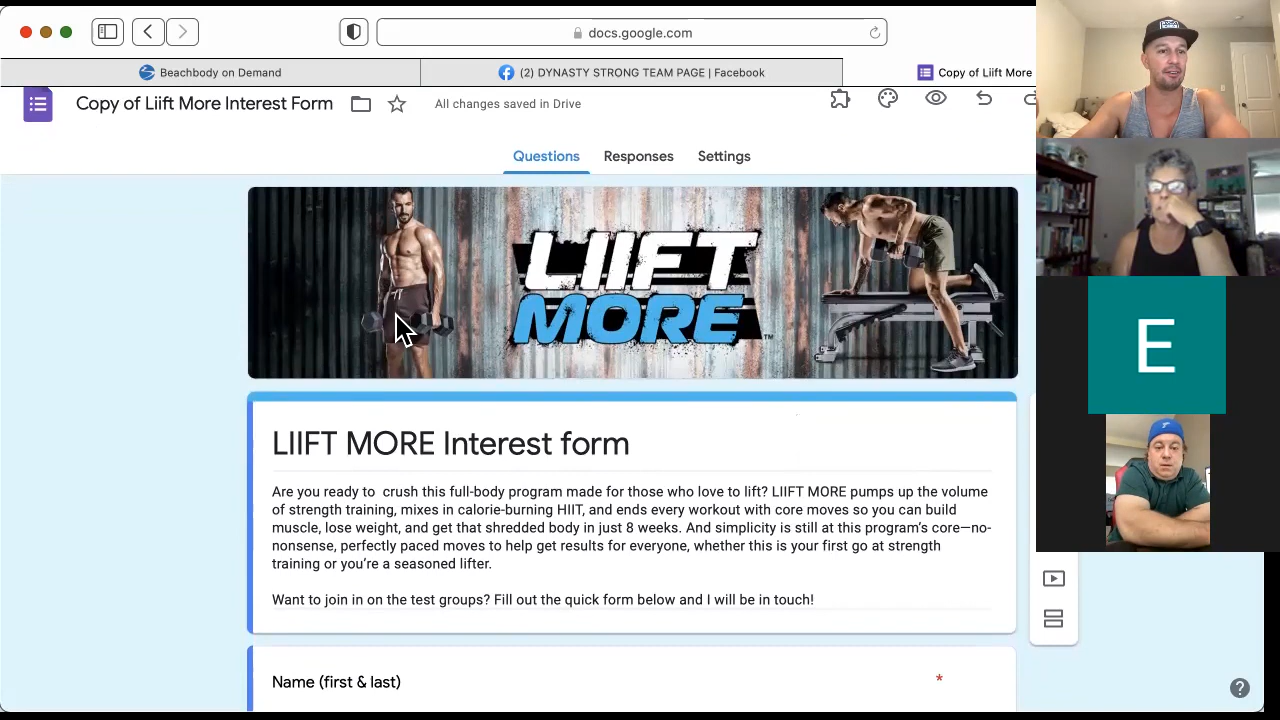 docs.google.com
Beachbody on Demand
(2) DYNASTY STRONG TEAM PAGE | Facebook
Copy of Liift More
Copy of Liift More Interest Form
All changes saved in Drive
Questions
Responses
Settings
LIIFT
MORE™
LIIFT MORE Interest form
Are you ready to crush this full-body program made for those who love to lift? LIIFT MORE pumps up the volume
of strength training, mixes in calorie-burning HIIT, and ends every workout with core moves so you can build
muscle, lose weight, and get that shredded body in just 8 weeks. And simplicity is still at this program's core—no-
nonsense, perfectly paced moves to help get results for everyone, whether this is your first go at strength
training or you're a seasoned lifter.
Want to join in on the test groups? Fill out the quick form below and I will be in touch!
Name (first & last)
*
E